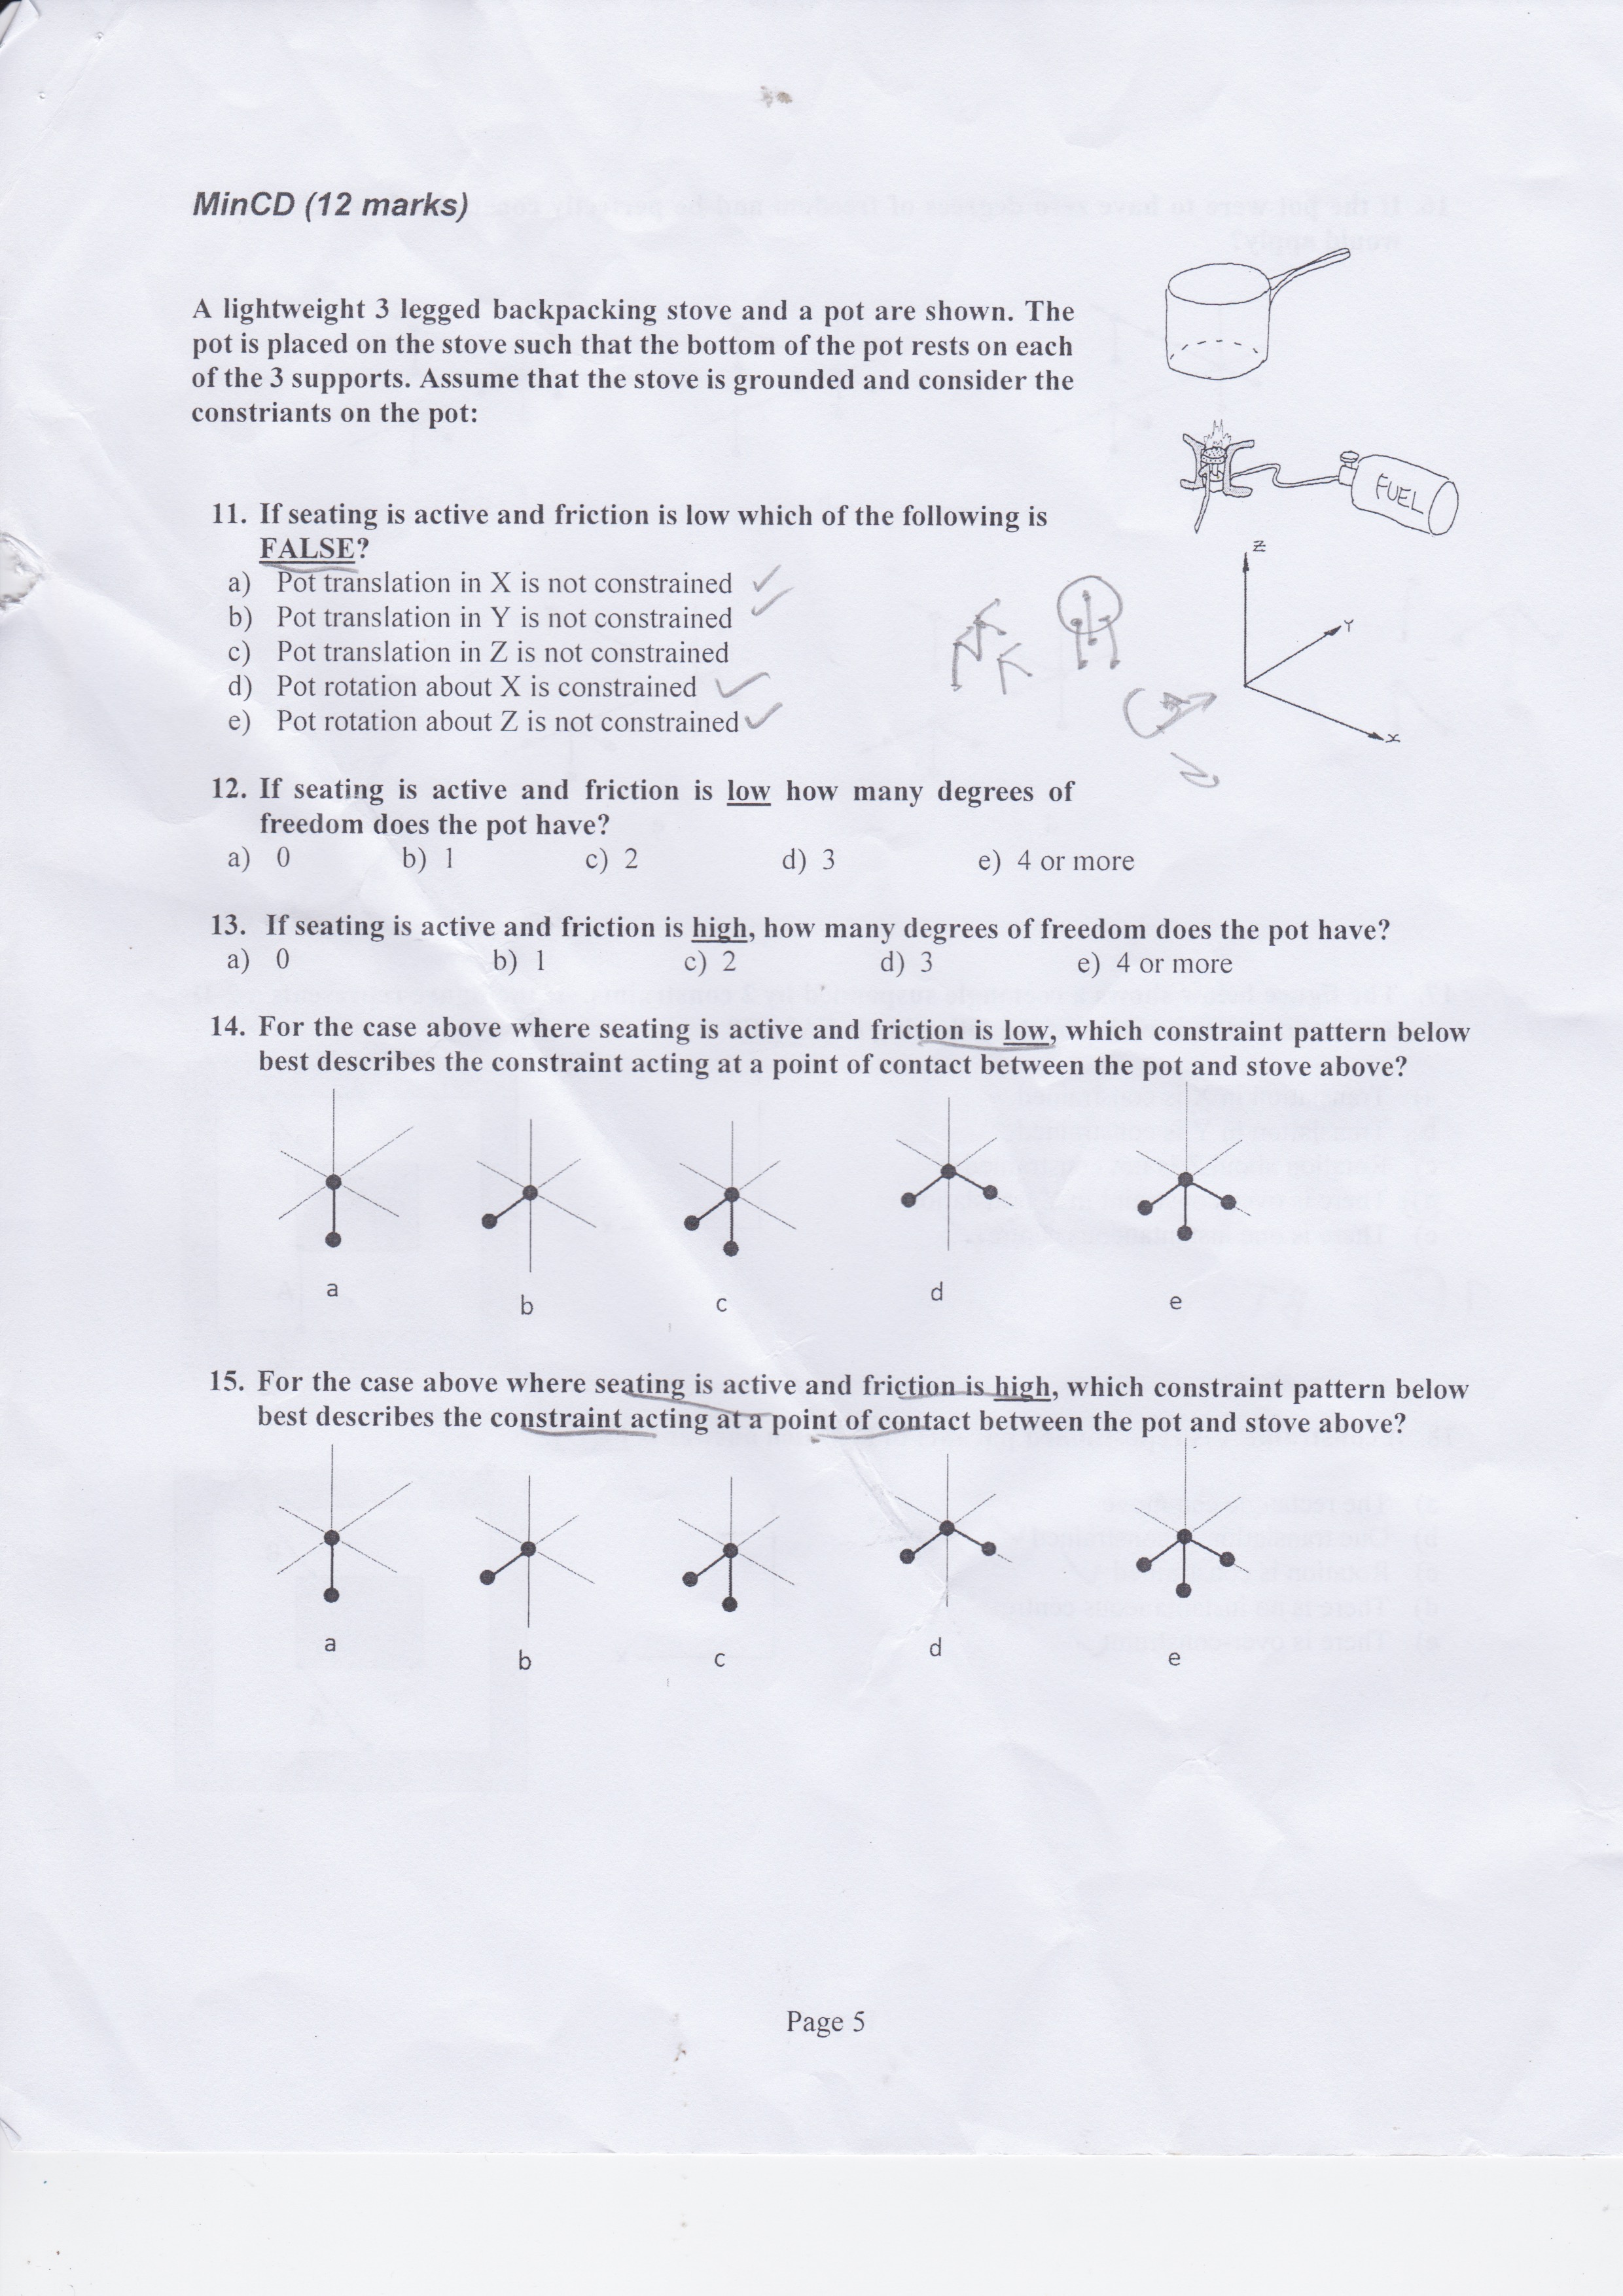 MinCD (12 marks)
A lightweight 3 legged backpacking stove and a pot are shown. The
pot is placed on the stove such that the bottom of the pot rests on each
of the 3 supports. Assume that the stove is grounded and consider the
constriants on the pot:
FUEL
Z
Y
X
11. If seating is active and friction is low which of the following is
FALSE?
a) Pot translation in X is not constrained
b) Pot translation in Y is not constrained
c) Pot translation in Z is not constrained
d) Pot rotation about X is constrained
e) Pot rotation about Z is not constrained
12. If seating is active and friction is low how many degrees of
freedom does the pot have?
a) 0 b) 1 c) 2 d) 3 e) 4 or more
13. If seating is active and friction is high, how many degrees of freedom does the pot have?
a) 0 b) 1 c) 2 d) 3 e) 4 or more
14. For the case above where seating is active and friction is low, which constraint pattern below
best describes the constraint acting at a point of contact between the pot and stove above?
a b c d e
15. For the case above where seating is active and friction is high, which constraint pattern below
best describes the constraint acting at a point of contact between the pot and stove above?
a b c d e
Page 5